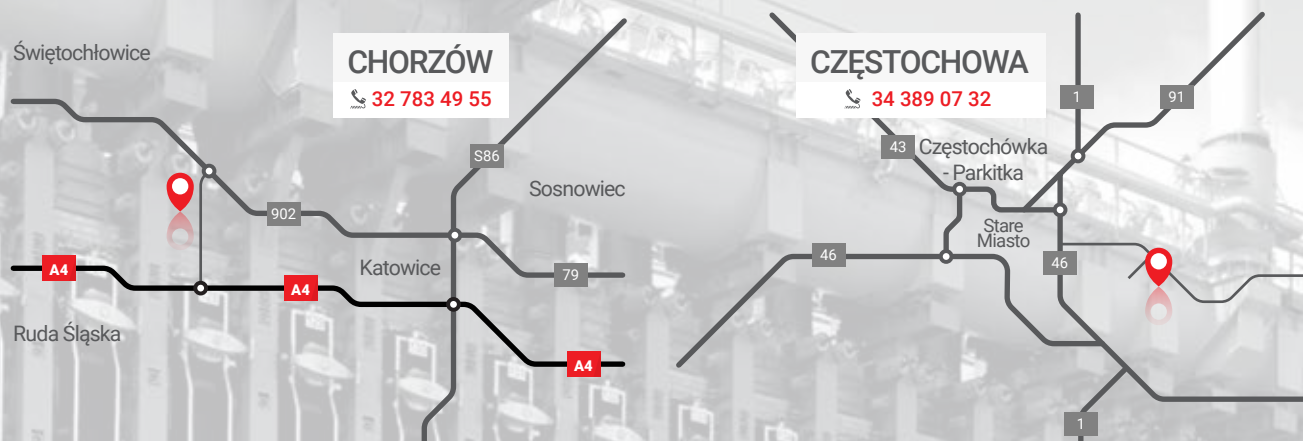 Świętochłowice
CHORZÓW
32 783 49 55
S86
Sosnowiec
902
Katowice
79
A4
A4
Ruda Śląska
A4
CZĘSTOCHOWA
34 389 07 32
1
91
43
Częstochówka
- Parkitka
Stare
Miasto
46
46
1